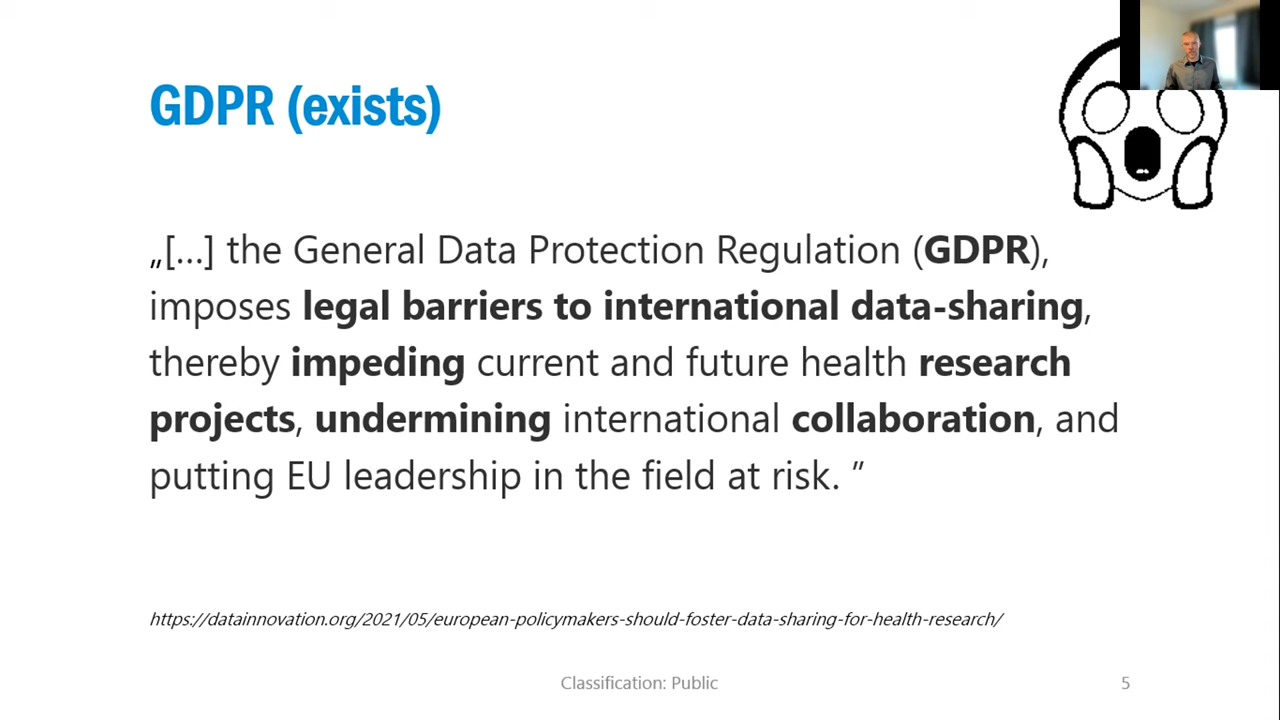 GDPR (exists)
„[…] the General Data Protection Regulation (GDPR),
imposes legal barriers to international data-sharing,
thereby impeding current and future health research
projects, undermining international collaboration, and
putting EU leadership in the field at risk. ”
https://datainnovation.org/2021/05/european-policymakers-should-foster-data-sharing-for-health-research/
Classification: Public
5